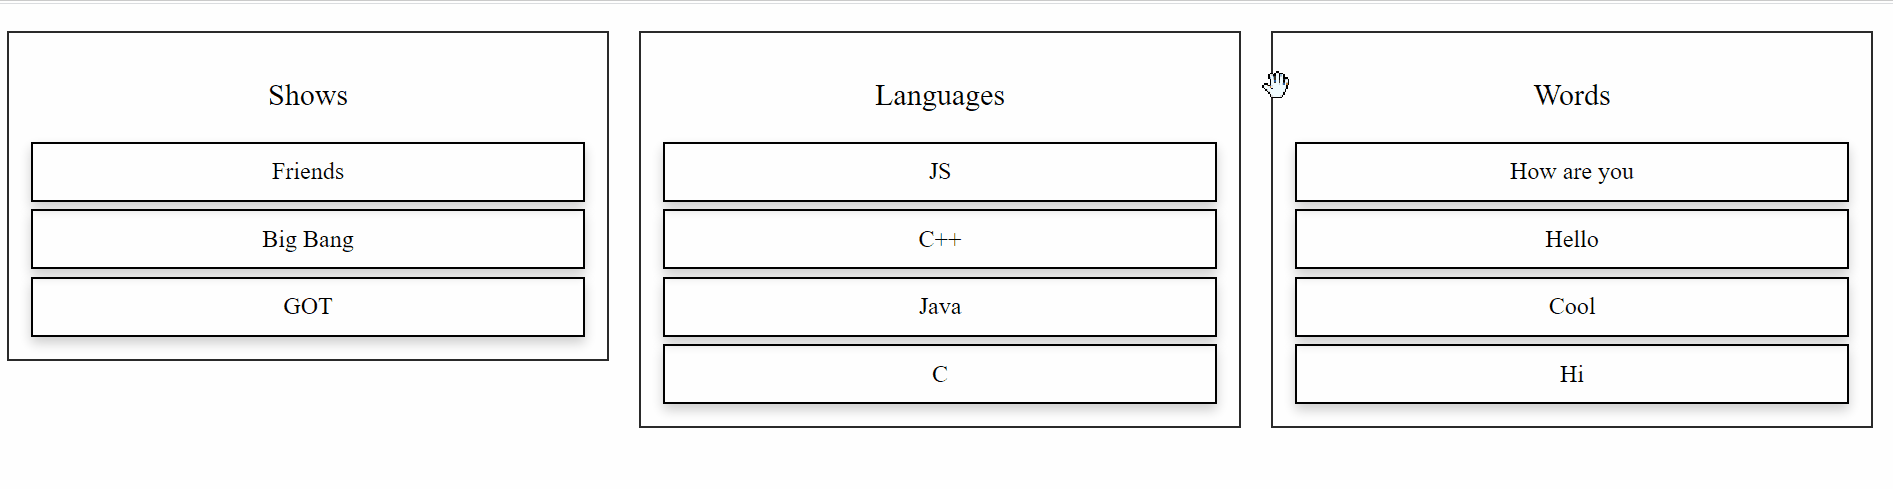 Shows
Friends
Big Bang
GOT
Languages
JS
C++
Java
C
Words
How are you
Hello
Cool
Hi